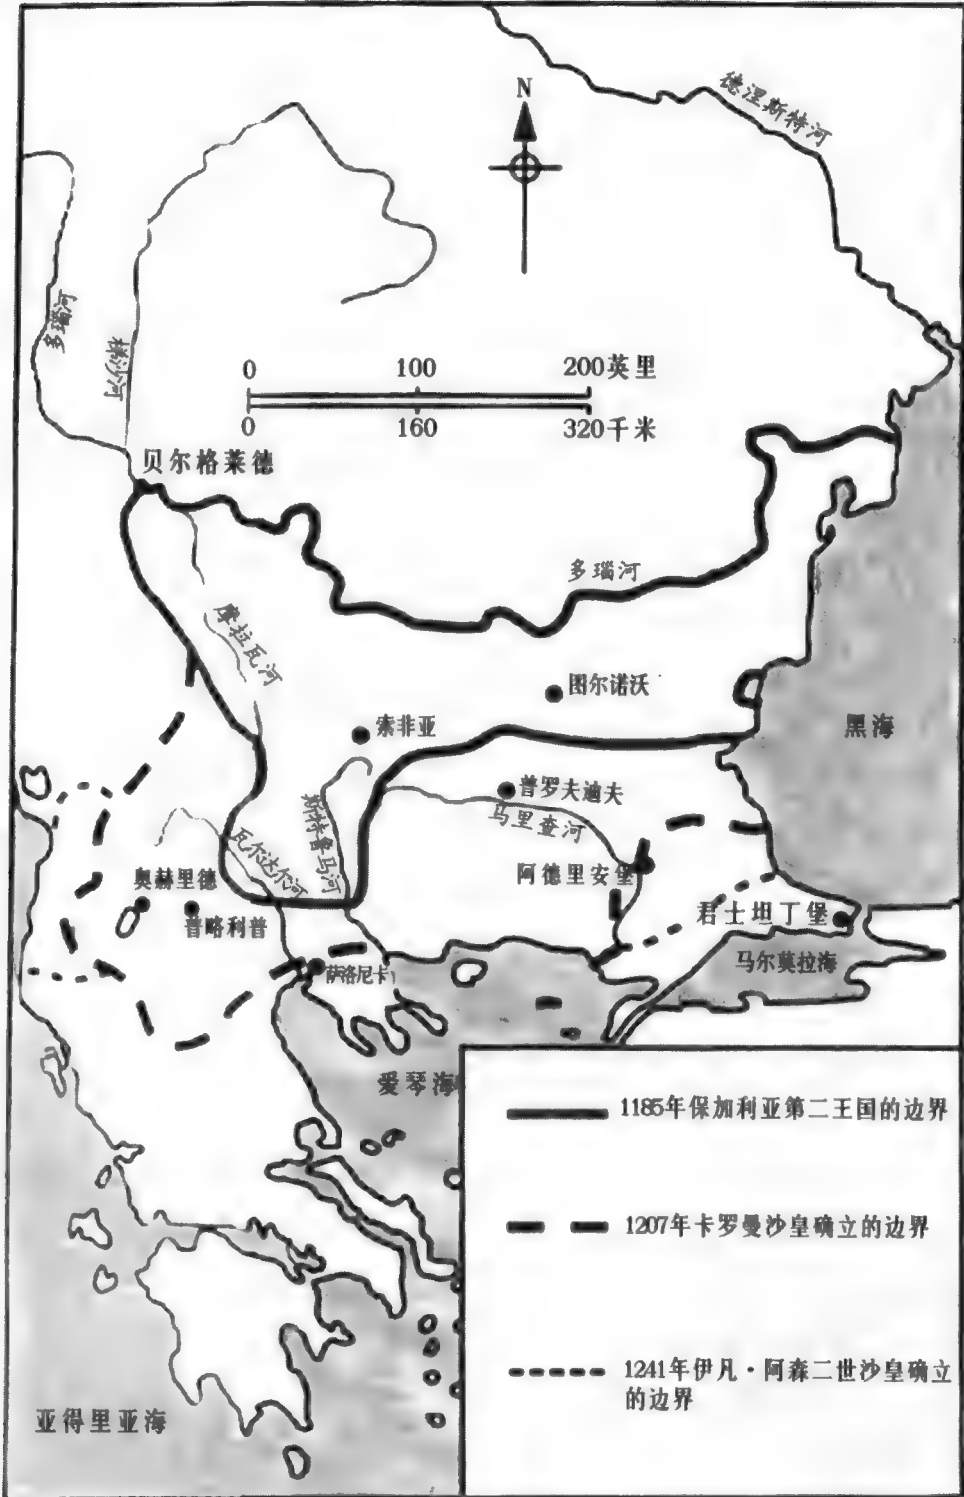 德涅斯特河
N
多瑙河
梯沙河
0 100 200英里
0 160 320千米
贝尔格莱德
多瑙河
摩拉瓦河
图尔诺沃
索非亚
黑海
普罗夫迪夫
马里查河
斯特鲁马河
瓦尔达尔河
阿德里安堡
奥赫里德
普略利普
君士坦丁堡
马尔莫拉海
萨洛尼卡
爱琴海
1185年保加利亚第二王国的边界
1207年卡罗曼沙皇确立的边界
1241年伊凡·阿森二世沙皇确立
的边界
亚得里亚海